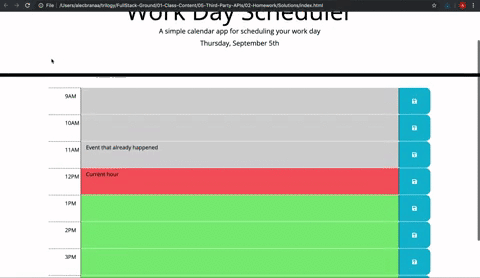 File | /Users/alecbranaa/trilogy/FullStack-Ground/01-Class-Content/05-Third-Party-APIs/02-Homework/Solutions/index.html
Work Day Scheduler
A simple calendar app for scheduling your work day
Thursday, September 5th
9AM
10AM
11AM Event that already happened
12PM Current hour
1PM
2PM
3PM